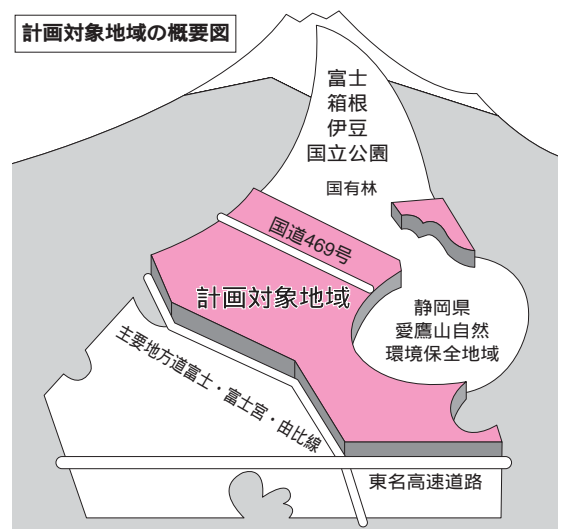 計画対象地域の概要図
富士
箱根
伊豆
国立公園
国有林
国道469号
計画対象地域
静岡県
愛鷹山自然
環境保全地域
主要地方道富士・富士宮・由比線
東名高速道路